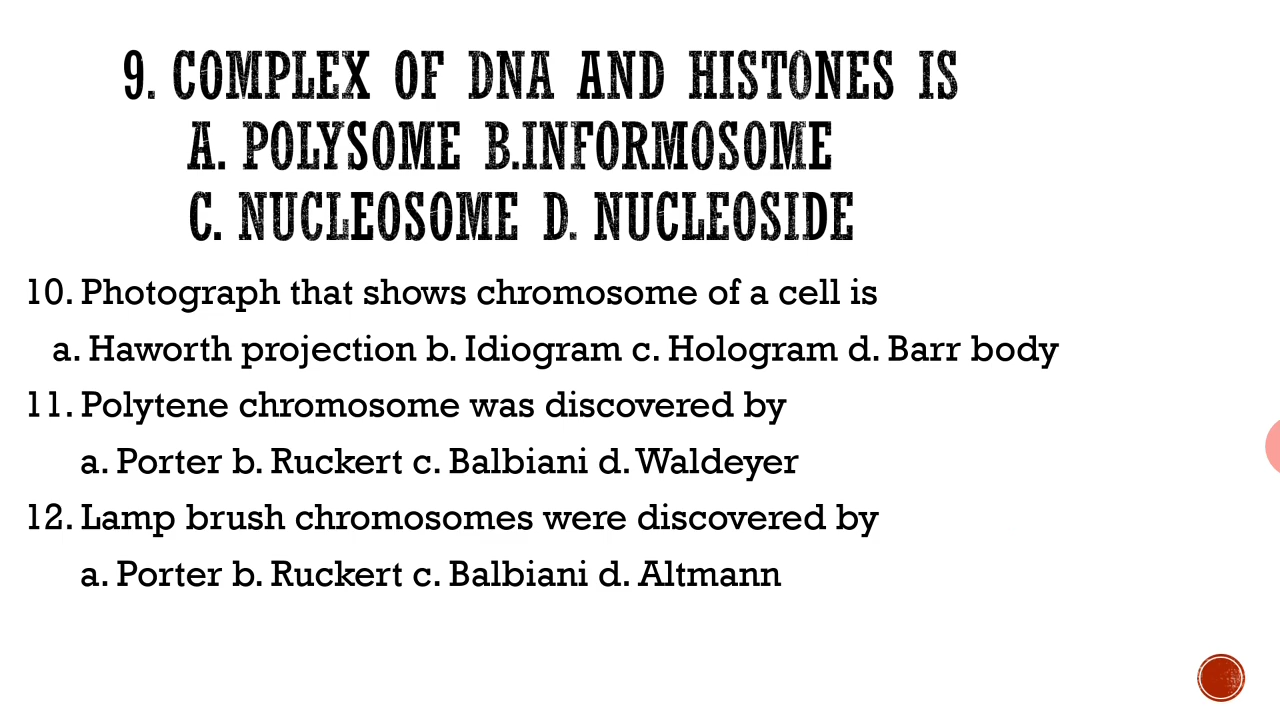 9. COMPLEX OF DNA AND HISTONES IS
A. POLYSOME B.INFORMOSOME
C. NUCLEOSOME D. NUCLEOSIDE
10. Photograph that shows chromosome of a cell is
a. Haworth projection b. Idiogram c. Hologram d. Barr body
11. Polytene chromosome was discovered by
a. Porter b. Ruckert c. Balbiani d. Waldeyer
12. Lamp brush chromosomes were discovered by
a. Porter b. Ruckert c. Balbiani d. Altmann